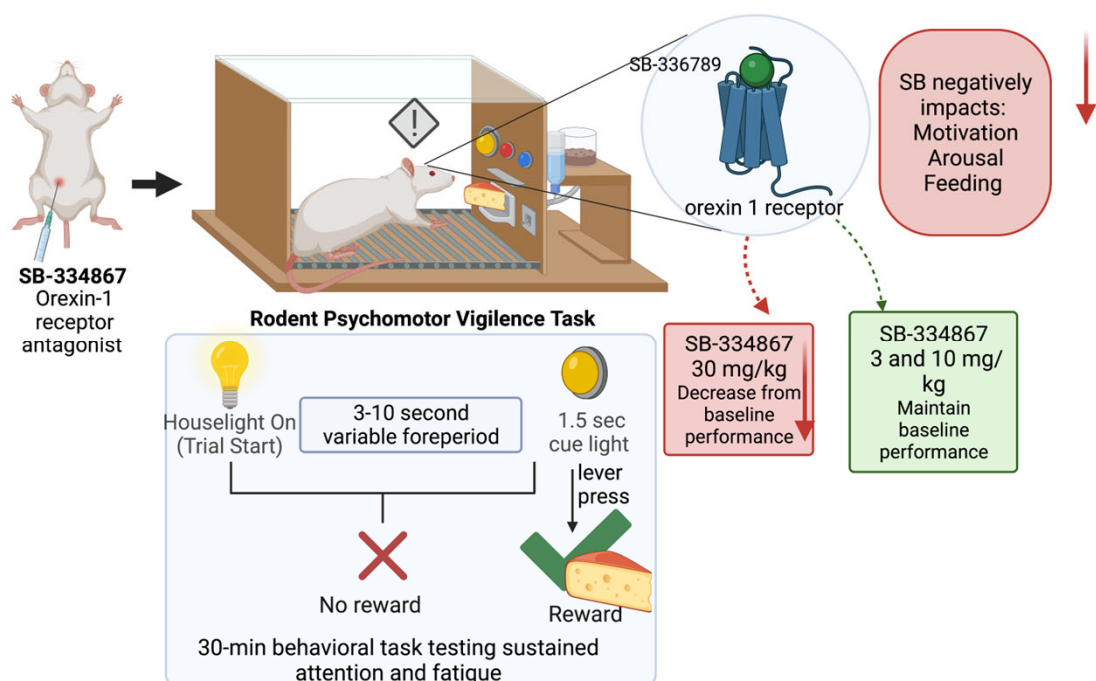 SB-334867
Orexin-1
receptor
antagonist
!
SB-336789
orexin 1 receptor
SB negatively
impacts:
Motivation
Arousal
Feeding
Rodent Psychomotor Vigilence Task
Houselight On
(Trial Start)
3-10 second
variable foreperiod
1.5 sec
cue light
lever
press
No reward
Reward
30-min behavioral task testing sustained
attention and fatigue
SB-334867
30 mg/kg
Decrease from
baseline
performance
SB-334867
3 and 10 mg/
kg
Maintain
baseline
performance